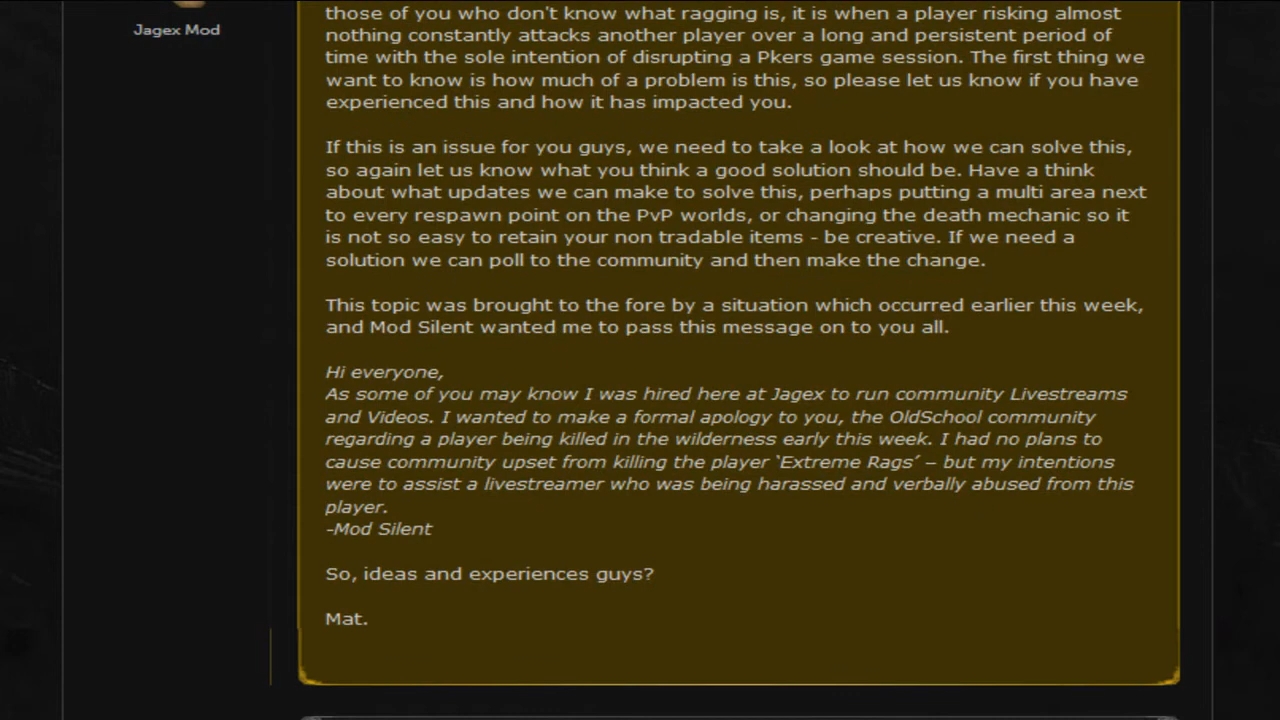 Jagex Mod
those of you who don't know what ragging is, it is when a player risking almost
nothing constantly attacks another player over a long and persistent period of
time with the sole intention of disrupting a Pkers game session. The first thing we
want to know is how much of a problem is this, so please let us know if you have
experienced this and how it has impacted you.
If this is an issue for you guys, we need to take a look at how we can solve this,
so again let us know what you think a good solution should be. Have a think
about what updates we can make to solve this, perhaps putting a multi area next
to every respawn point on the PvP worlds, or changing the death mechanic so it
is not so easy to retain your non tradable items - be creative. If we need a
solution we can poll to the community and then make the change.
This topic was brought to the fore by a situation which occurred earlier this week,
and Mod Silent wanted me to pass this message on to you all.
Hi everyone,
As some of you may know I was hired here at Jagex to run community Livestreams
and Videos. I wanted to make a formal apology to you, the OldSchool community
regarding a player being killed in the wilderness early this week. I had no plans to
cause community upset from killing the player ‘Extreme Rags’ – but my intentions
were to assist a livestreamer who was being harassed and verbally abused from this
player.
-Mod Silent
So, ideas and experiences guys?
Mat.